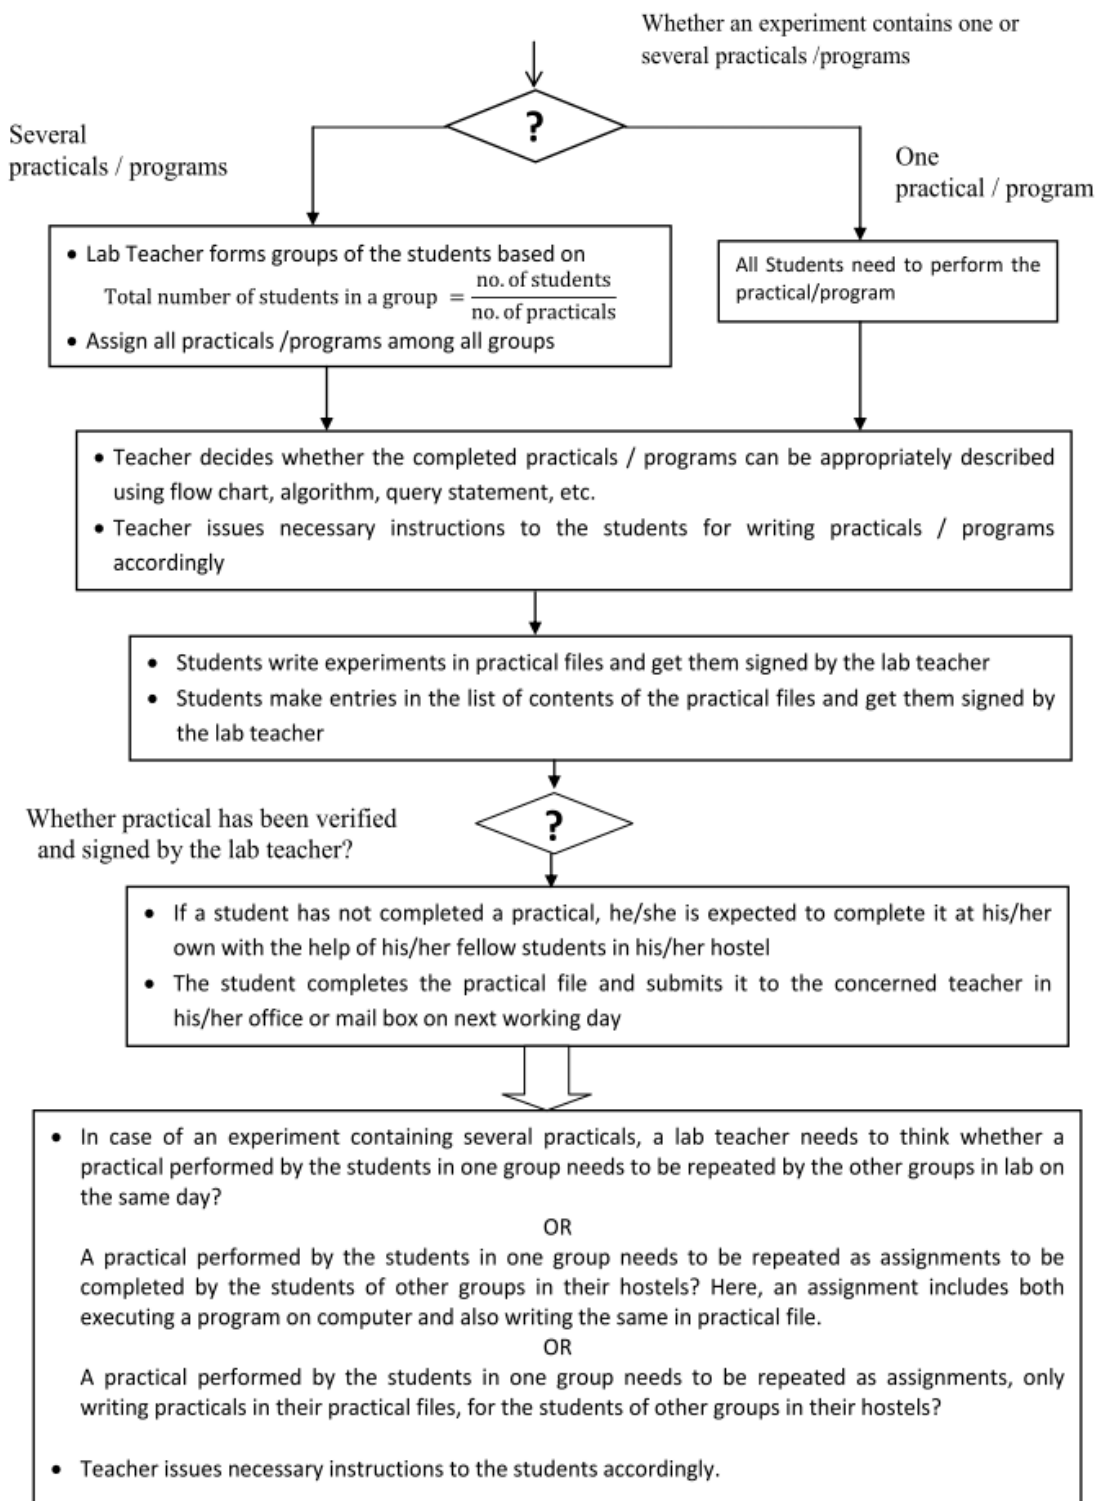 Whether an experiment contains one or
several practicals /programs
?
Several
practicals / programs
One
practical / program
• Lab Teacher forms groups of the students based on
Total number of students in a group = no. of students / no. of practicals
• Assign all practicals /programs among all groups
All Students need to perform the
practical/program
• Teacher decides whether the completed practicals / programs can be appropriately described
using flow chart, algorithm, query statement, etc.
• Teacher issues necessary instructions to the students for writing practicals / programs
accordingly
• Students write experiments in practical files and get them signed by the lab teacher
• Students make entries in the list of contents of the practical files and get them signed by
the lab teacher
Whether practical has been verified
and signed by the lab teacher?
?
• If a student has not completed a practical, he/she is expected to complete it at his/her
own with the help of his/her fellow students in his/her hostel
• The student completes the practical file and submits it to the concerned teacher in
his/her office or mail box on next working day
• In case of an experiment containing several practicals, a lab teacher needs to think whether a
practical performed by the students in one group needs to be repeated by the other groups in lab on
the same day?
OR
A practical performed by the students in one group needs to be repeated as assignments to be
completed by the students of other groups in their hostels? Here, an assignment includes both
executing a program on computer and also writing the same in practical file.
OR
A practical performed by the students in one group needs to be repeated as assignments, only
writing practicals in their practical files, for the students of other groups in their hostels?
• Teacher issues necessary instructions to the students accordingly.